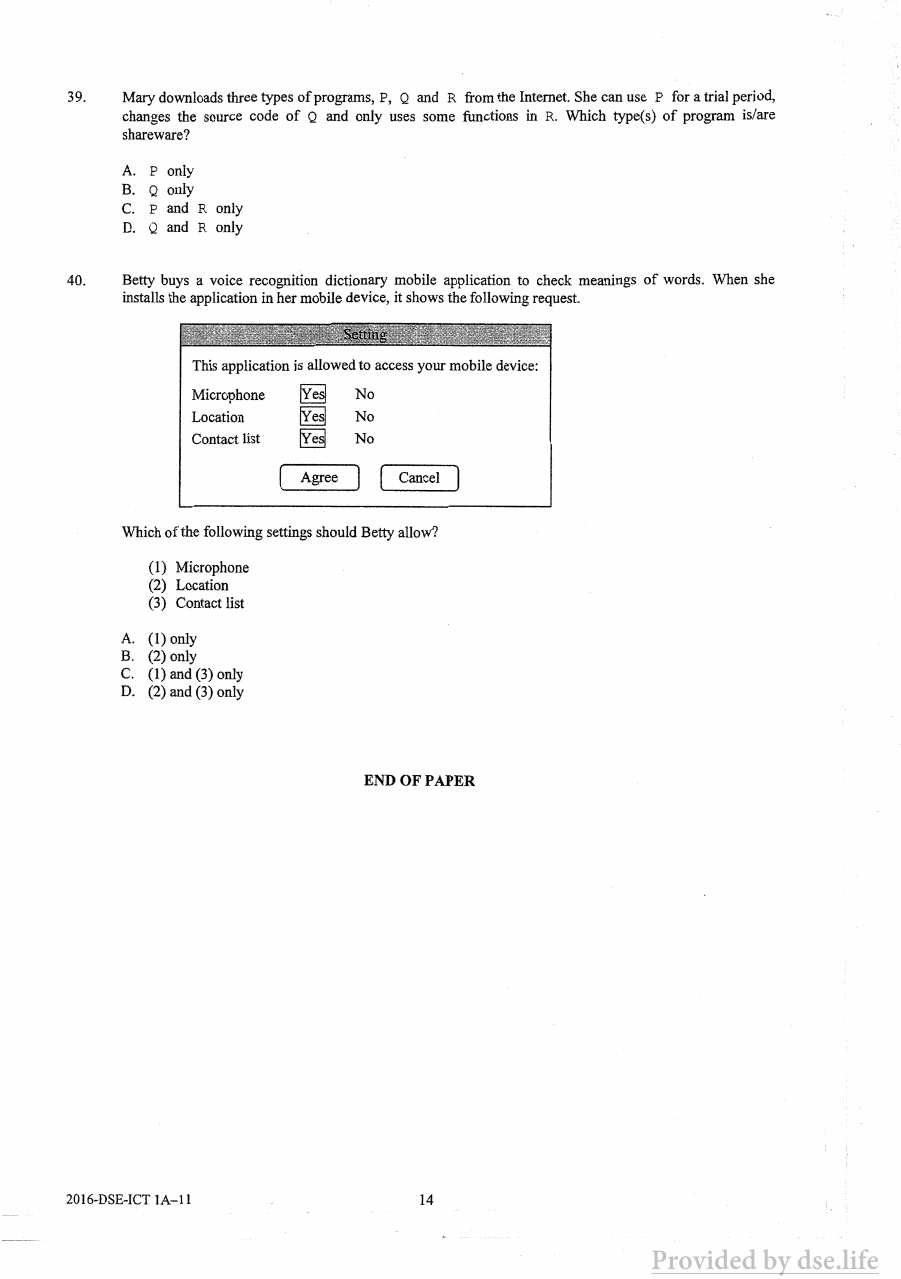 39. Mary downloads three types of programs, P, Q and R from the Internet. She can use P for a trial period,
changes the source code of Q and only uses some functions in R. Which type(s) of program is/are
shareware?
A. P only
B. Q only
C. P and R only
D. Q and R only
40. Betty buys a voice recognition dictionary mobile application to check meanings of words. When she
installs the application in her mobile device, it shows the following request.
Setting
This application is allowed to access your mobile device:
Microphone Yes No
Location Yes No
Contact list Yes No
Agree Cancel
Which of the following settings should Betty allow?
(1) Microphone
(2) Location
(3) Contact list
A. (1) only
B. (2) only
C. (1) and (3) only
D. (2) and (3) only
END OF PAPER
2016-DSE-ICT 1A–11 14
Provided by dse.life